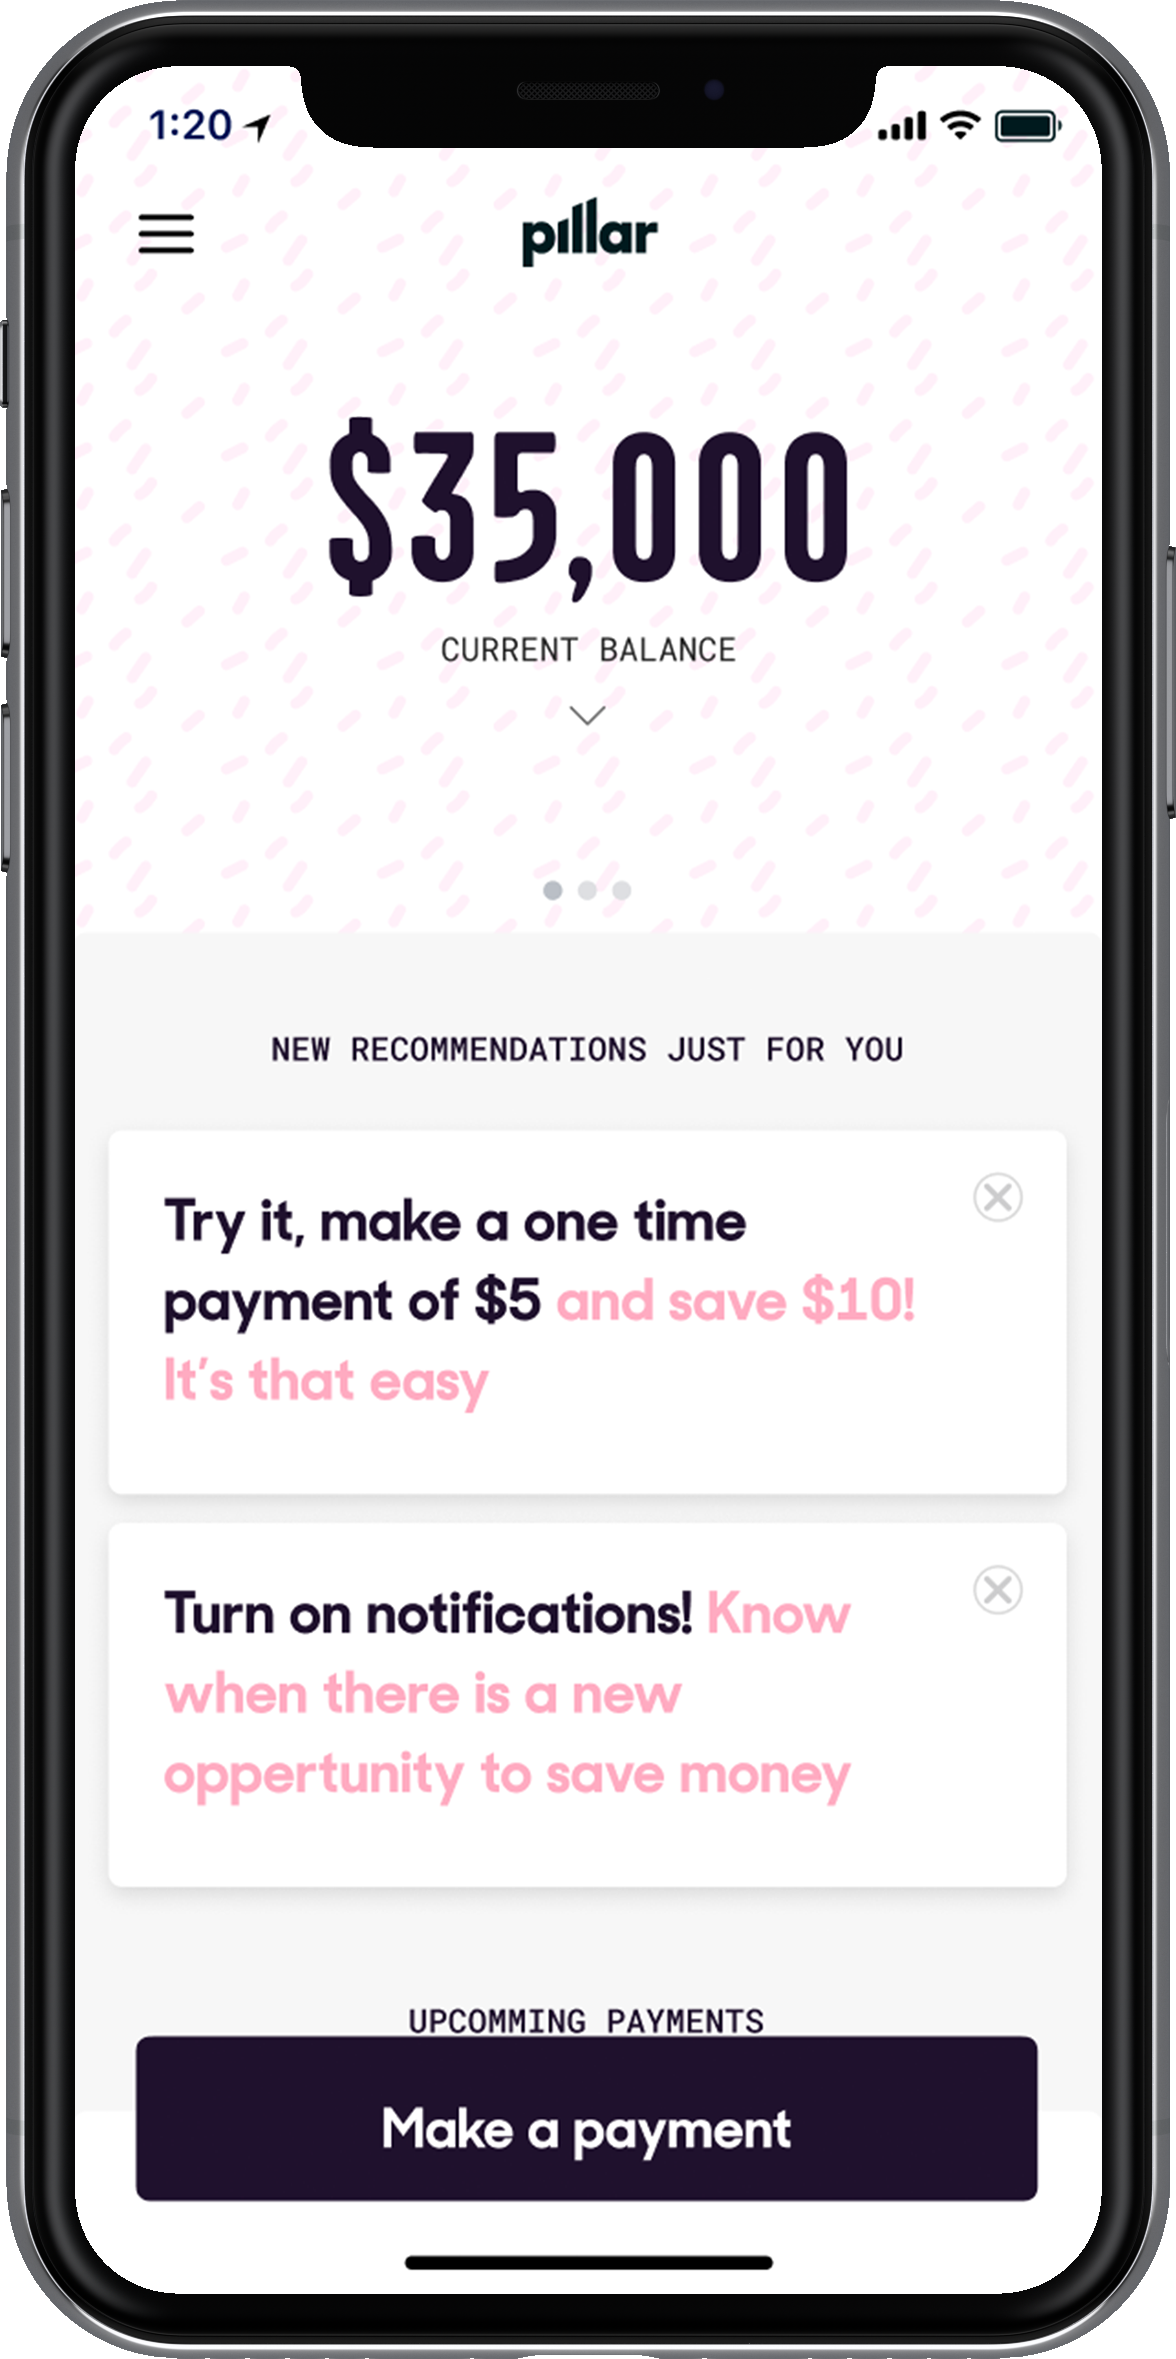 1:20
pillar
$35,000
CURRENT BALANCE
NEW RECOMMENDATIONS JUST FOR YOU
Try it, make a one time
payment of $5 and save $10!
It's that easy
Turn on notifications! Know
when there is a new
oppertunity to save money
UPCOMMING PAYMENTS
Make a payment